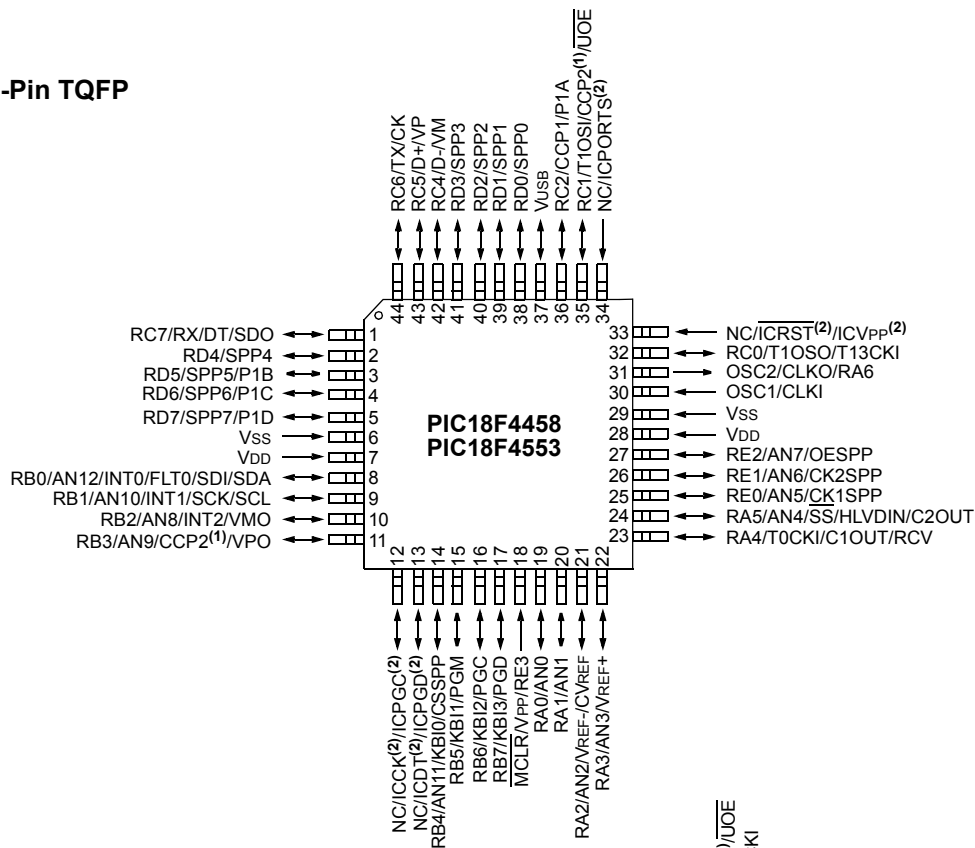 -Pin TQFP
RC6/TX/CK
RC5/D+/VP
RC4/D-/VM
RD3/SPP3
RD2/SPP2
RD1/SPP1
RD0/SPP0
VUSB
RC2/CCP1/P1A
RC1/T1OSI/CCP2(1)/UOE
NC/ICPORTS(2)
44
43
42
41
40
39
38
37
36
35
34
RC7/RX/DT/SDO 1
RD4/SPP4 2
RD5/SPP5/P1B 3
RD6/SPP6/P1C 4
RD7/SPP7/P1D 5
VSS 6
VDD 7
RB0/AN12/INT0/FLT0/SDI/SDA 8
RB1/AN10/INT1/SCK/SCL 9
RB2/AN8/INT2/VMO 10
RB3/AN9/CCP2(1)/VPO 11
PIC18F4458
PIC18F4553
33 NC/ICRST(2)/ICVPP(2)
32 RC0/T1OSO/T13CKI
31 OSC2/CLKO/RA6
30 OSC1/CLKI
29 VSS
28 VDD
27 RE2/AN7/OESPP
26 RE1/AN6/CK2SPP
25 RE0/AN5/CK1SPP
24 RA5/AN4/SS/HLVDIN/C2OUT
23 RA4/T0CKI/C1OUT/RCV
12
13
14
15
16
17
18
19
20
21
22
NC/ICCK(2)/ICPGC(2)
NC/ICDT(2)/ICPGD(2)
RB4/AN11/KBI0/CSSPP
RB5/KBI1/PGM
RB6/KBI2/PGC
RB7/KBI3/PGD
MCLR/VPP/RE3
RA0/AN0
RA1/AN1
RA2/AN2/VREF-/CVREF
RA3/AN3/VREF+
/UOE
KI